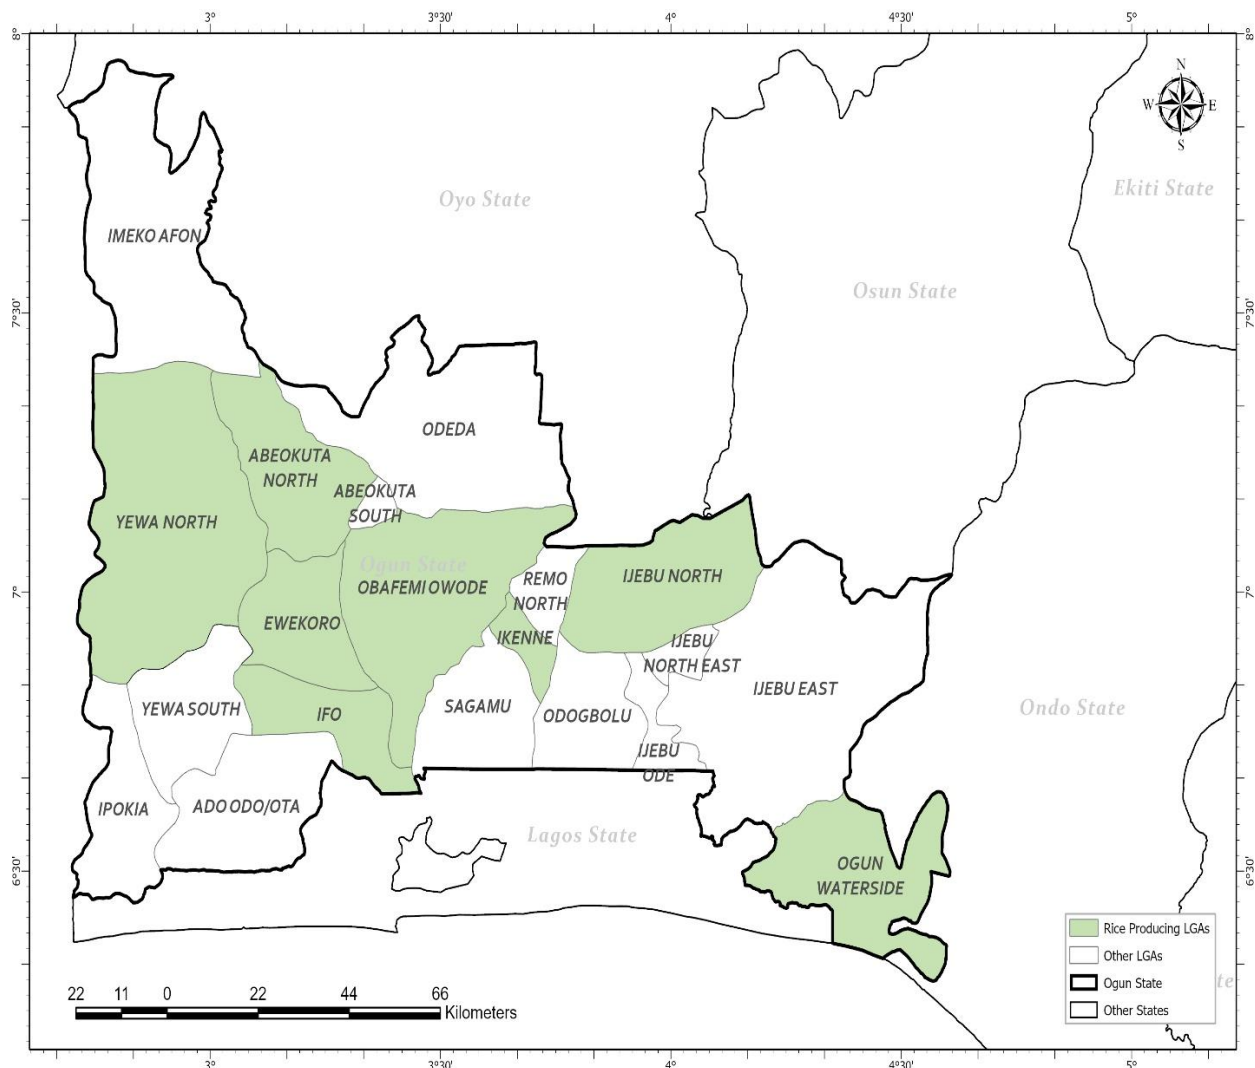 3°
3°30'
4°
4°30'
5°
8°
8°
N
W
E
S
Oyo State
Ekiti State
IMEKO AFON
Osun State
7°30'
7°30'
ODEDA
ABEOKUTA
NORTH
ABEOKUTA
SOUTH
YEWA NORTH
Ogun State
OBAFEMI OWODE
REMO
NORTH
IJEBU NORTH
7°
7°
EWEKORO
IKENNE
IJEBU
NORTH EAST
IJEBU EAST
YEWA SOUTH
IFO
SAGAMU
ODOGBOLU
Ondo State
IJEBU
ODE
IPOKIA
ADO ODO/OTA
Lagos State
OGUN
WATERSIDE
6°30'
6°30'
Rice Producing LGAs
Other LGAs
Ogun State
Other States
22
11
0
22
44
66
Kilometers
3°
3°30'
4°
4°30'
5°